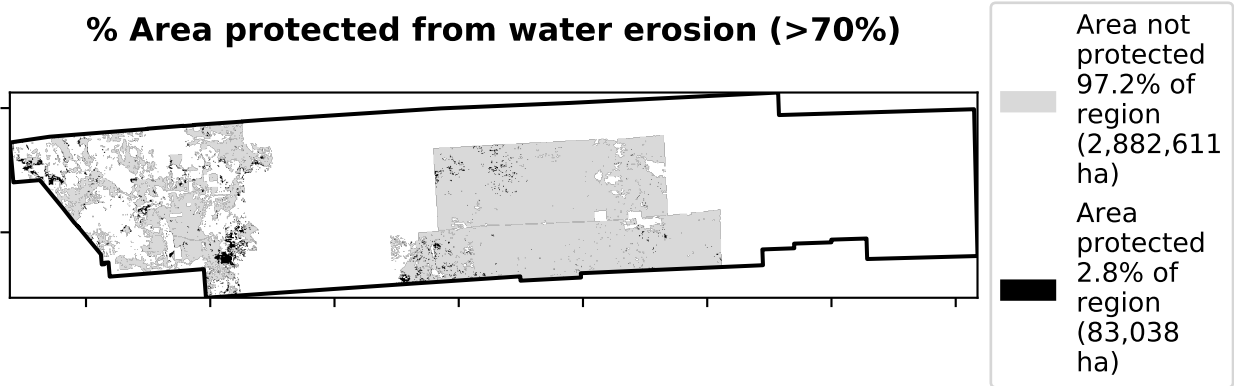 % Area protected from water erosion (>70%)
Area not
protected
97.2% of
region
(2,882,611
ha)
Area
protected
2.8% of
region
(83,038
ha)